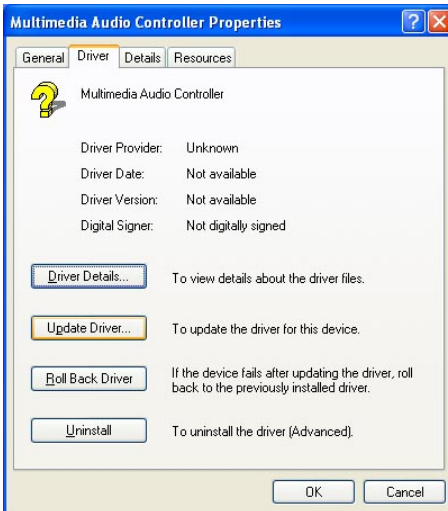 Multimedia Audio Controller Properties
General Driver Details Resources
Multimedia Audio Controller
Driver Provider: Unknown
Driver Date: Not available
Driver Version: Not available
Digital Signer: Not digitally signed
Driver Details... To view details about the driver files.
Update Driver... To update the driver for this device.
Roll Back Driver If the device fails after updating the driver, roll
back to the previously installed driver.
Uninstall To uninstall the driver (Advanced).
OK Cancel